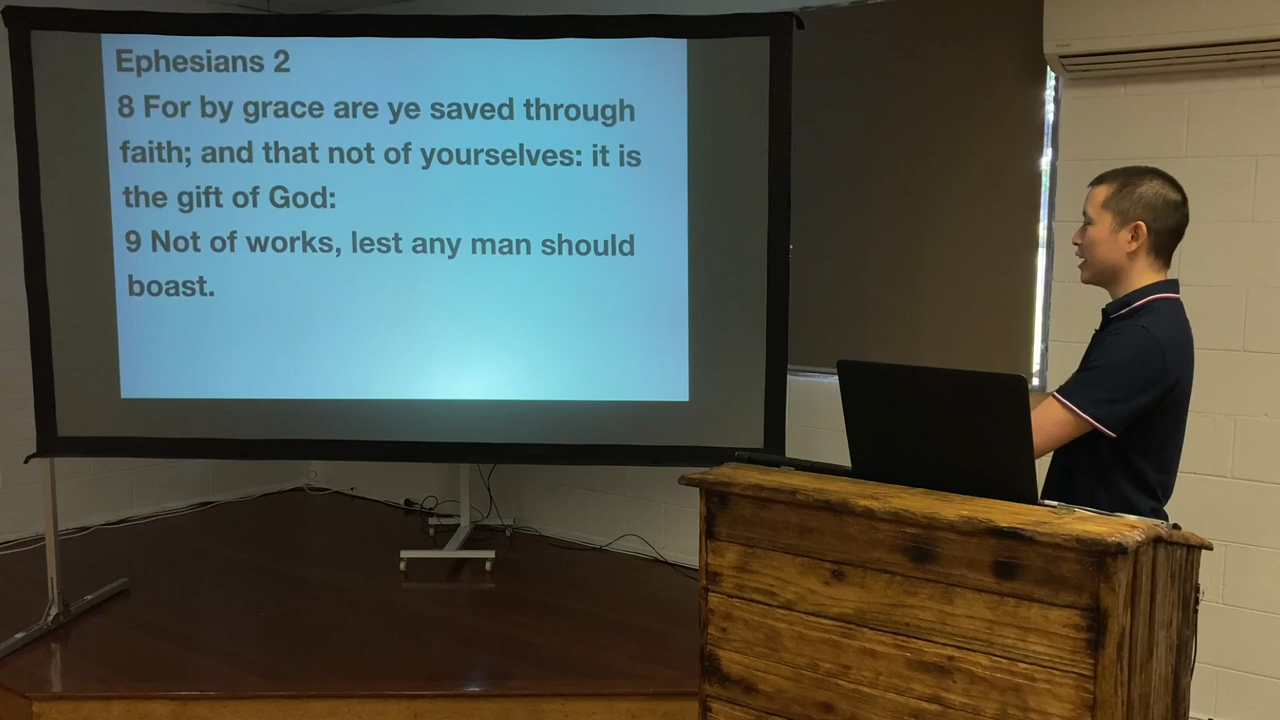 Ephesians 2
8 For by grace are ye saved through
faith; and that not of yourselves: it is
the gift of God:
9 Not of works, lest any man should
boast.